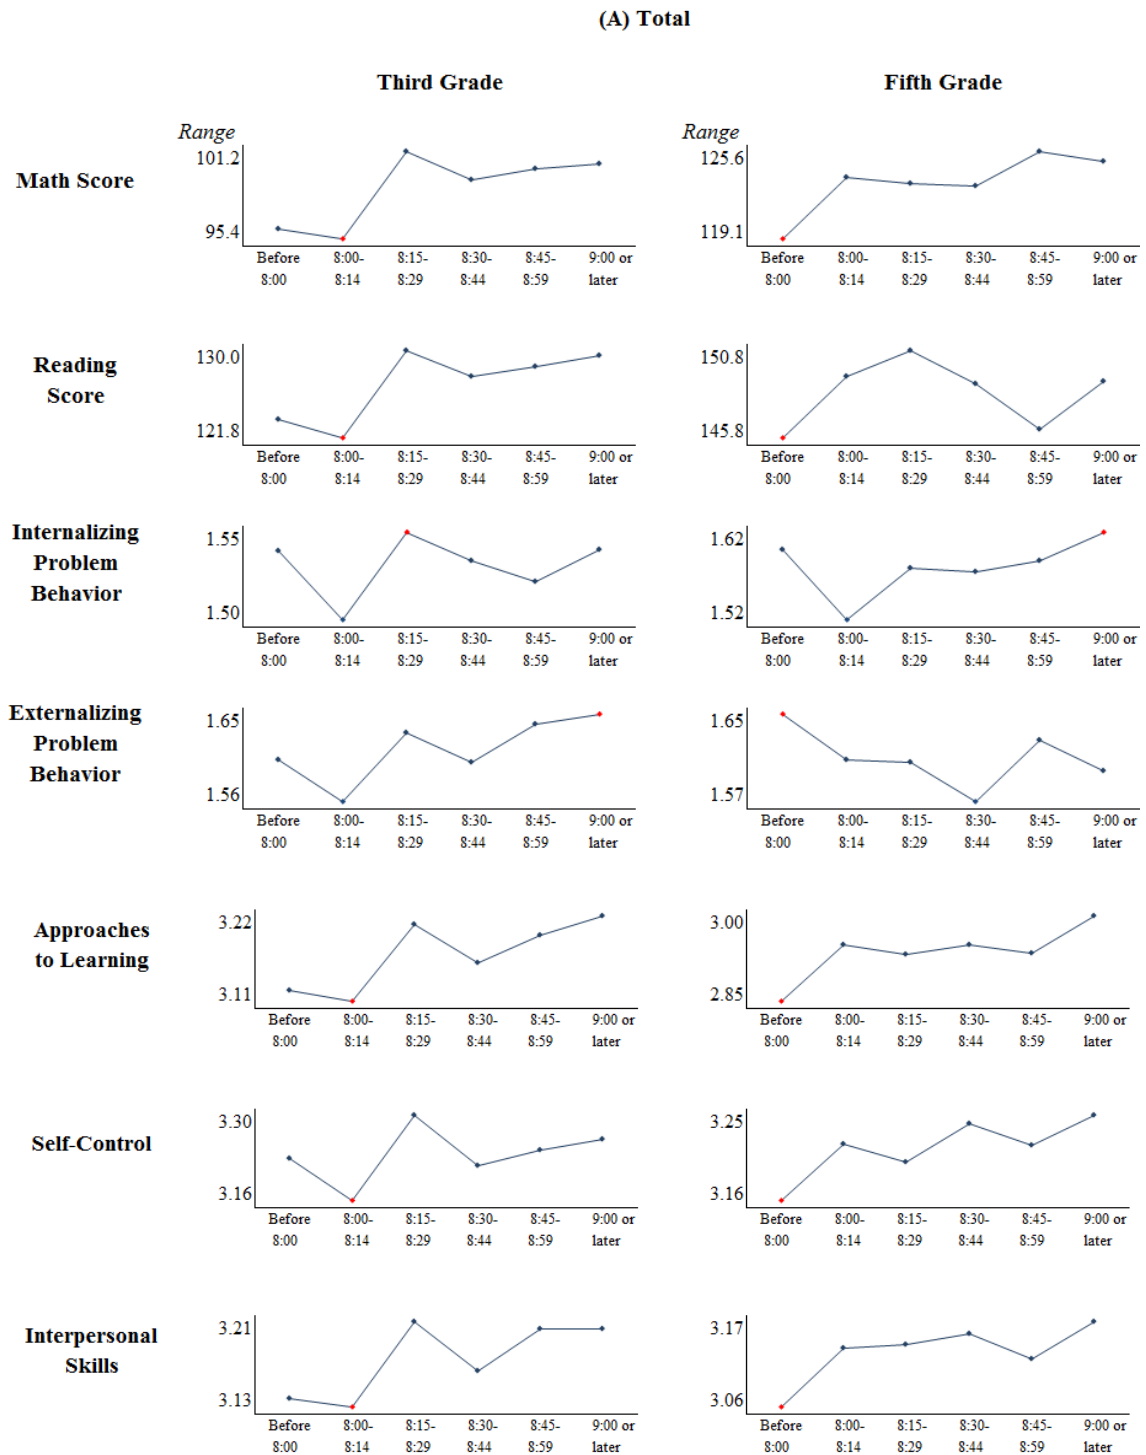 (A) Total
Third Grade
Fifth Grade
Math Score
Range
101.2
95.4
Before 8:00- 8:15- 8:30- 8:45- 9:00 or
8:00 8:14 8:29 8:44 8:59 later
Range
125.6
119.1
Before 8:00- 8:15- 8:30- 8:45- 9:00 or
8:00 8:14 8:29 8:44 8:59 later
Reading
Score
130.0
121.8
Before 8:00- 8:15- 8:30- 8:45- 9:00 or
8:00 8:14 8:29 8:44 8:59 later
150.8
145.8
Before 8:00- 8:15- 8:30- 8:45- 9:00 or
8:00 8:14 8:29 8:44 8:59 later
Internalizing
Problem
Behavior
1.55
1.50
Before 8:00- 8:15- 8:30- 8:45- 9:00 or
8:00 8:14 8:29 8:44 8:59 later
1.62
1.52
Before 8:00- 8:15- 8:30- 8:45- 9:00 or
8:00 8:14 8:29 8:44 8:59 later
Externalizing
Problem
Behavior
1.65
1.56
Before 8:00- 8:15- 8:30- 8:45- 9:00 or
8:00 8:14 8:29 8:44 8:59 later
1.65
1.57
Before 8:00- 8:15- 8:30- 8:45- 9:00 or
8:00 8:14 8:29 8:44 8:59 later
Approaches
to Learning
3.22
3.11
Before 8:00- 8:15- 8:30- 8:45- 9:00 or
8:00 8:14 8:29 8:44 8:59 later
3.00
2.85
Before 8:00- 8:15- 8:30- 8:45- 9:00 or
8:00 8:14 8:29 8:44 8:59 later
Self-Control
3.30
3.16
Before 8:00- 8:15- 8:30- 8:45- 9:00 or
8:00 8:14 8:29 8:44 8:59 later
3.25
3.16
Before 8:00- 8:15- 8:30- 8:45- 9:00 or
8:00 8:14 8:29 8:44 8:59 later
Interpersonal
Skills
3.21
3.13
Before 8:00- 8:15- 8:30- 8:45- 9:00 or
8:00 8:14 8:29 8:44 8:59 later
3.17
3.06
Before 8:00- 8:15- 8:30- 8:45- 9:00 or
8:00 8:14 8:29 8:44 8:59 later